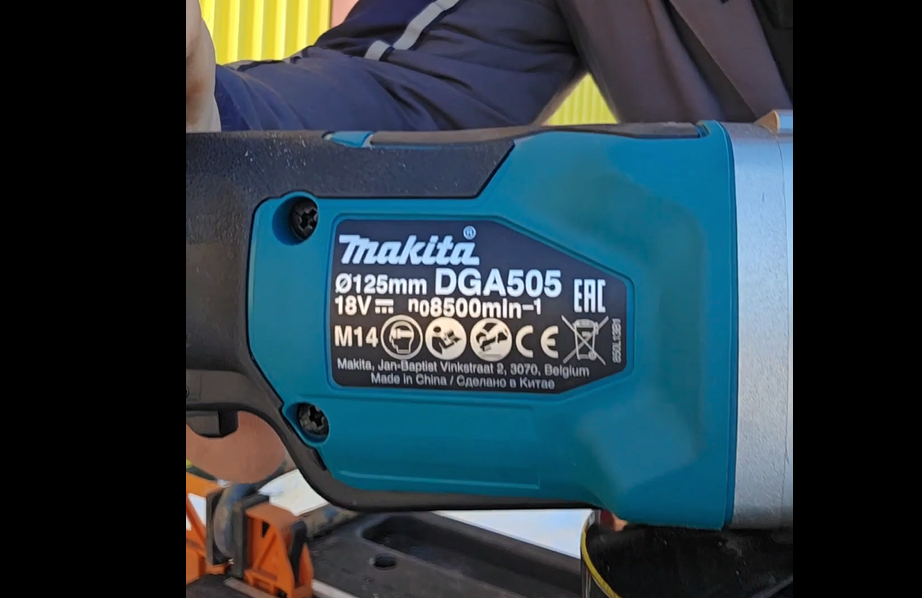 makita®
Ø125mm DGA505
18V n₀8500min⁻¹
EAC
M14 CE
Makita, Jan-Baptist Vinkstraat 2, 3070, Belgium
Made in China / Сделано в Китае